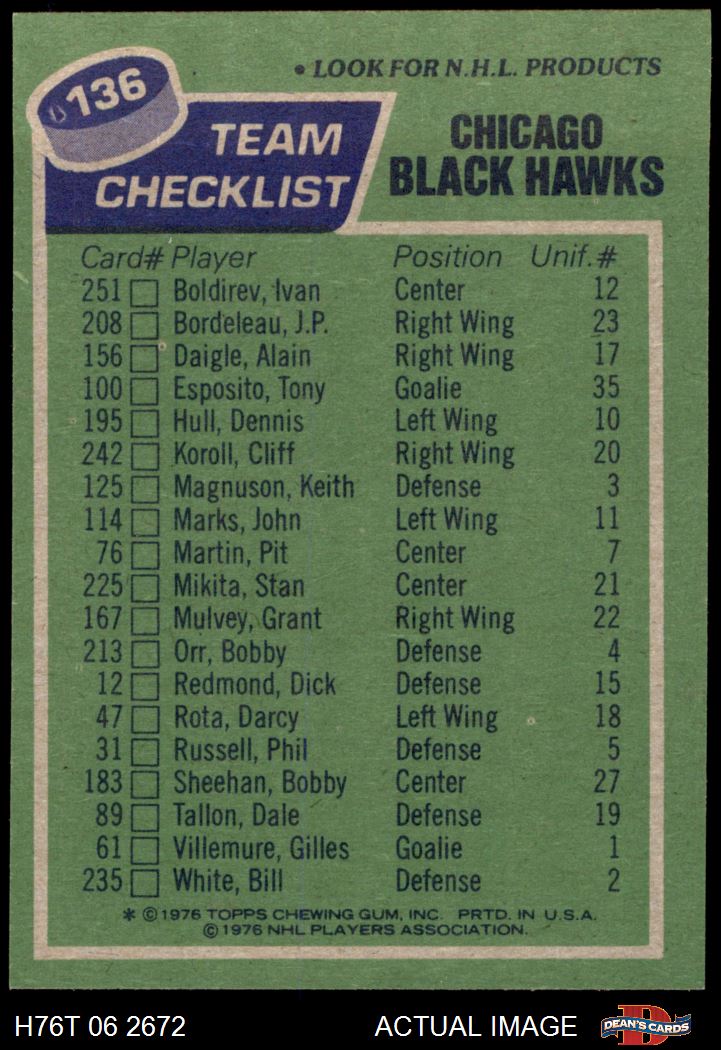 • LOOK FOR N.H.L. PRODUCTS
136
TEAM CHECKLIST
CHICAGO
BLACK HAWKS
Card# Player Position Unif.#
251 Boldirev, Ivan Center 12
208 Bordeleau, J.P. Right Wing 23
156 Daigle, Alain Right Wing 17
100 Esposito, Tony Goalie 35
195 Hull, Dennis Left Wing 10
242 Koroll, Cliff Right Wing 20
125 Magnuson, Keith Defense 3
114 Marks, John Left Wing 11
76 Martin, Pit Center 7
225 Mikita, Stan Center 21
167 Mulvey, Grant Right Wing 22
213 Orr, Bobby Defense 4
12 Redmond, Dick Defense 15
47 Rota, Darcy Left Wing 18
31 Russell, Phil Defense 5
183 Sheehan, Bobby Center 27
89 Tallon, Dale Defense 19
61 Villemure, Gilles Goalie 1
235 White, Bill Defense 2
* ©1976 TOPPS CHEWING GUM, INC. PRTD. IN U.S.A.
©1976 NHL PLAYERS ASSOCIATION.
H76T 06 2672 ACTUAL IMAGE
D
DEAN'S CARDS